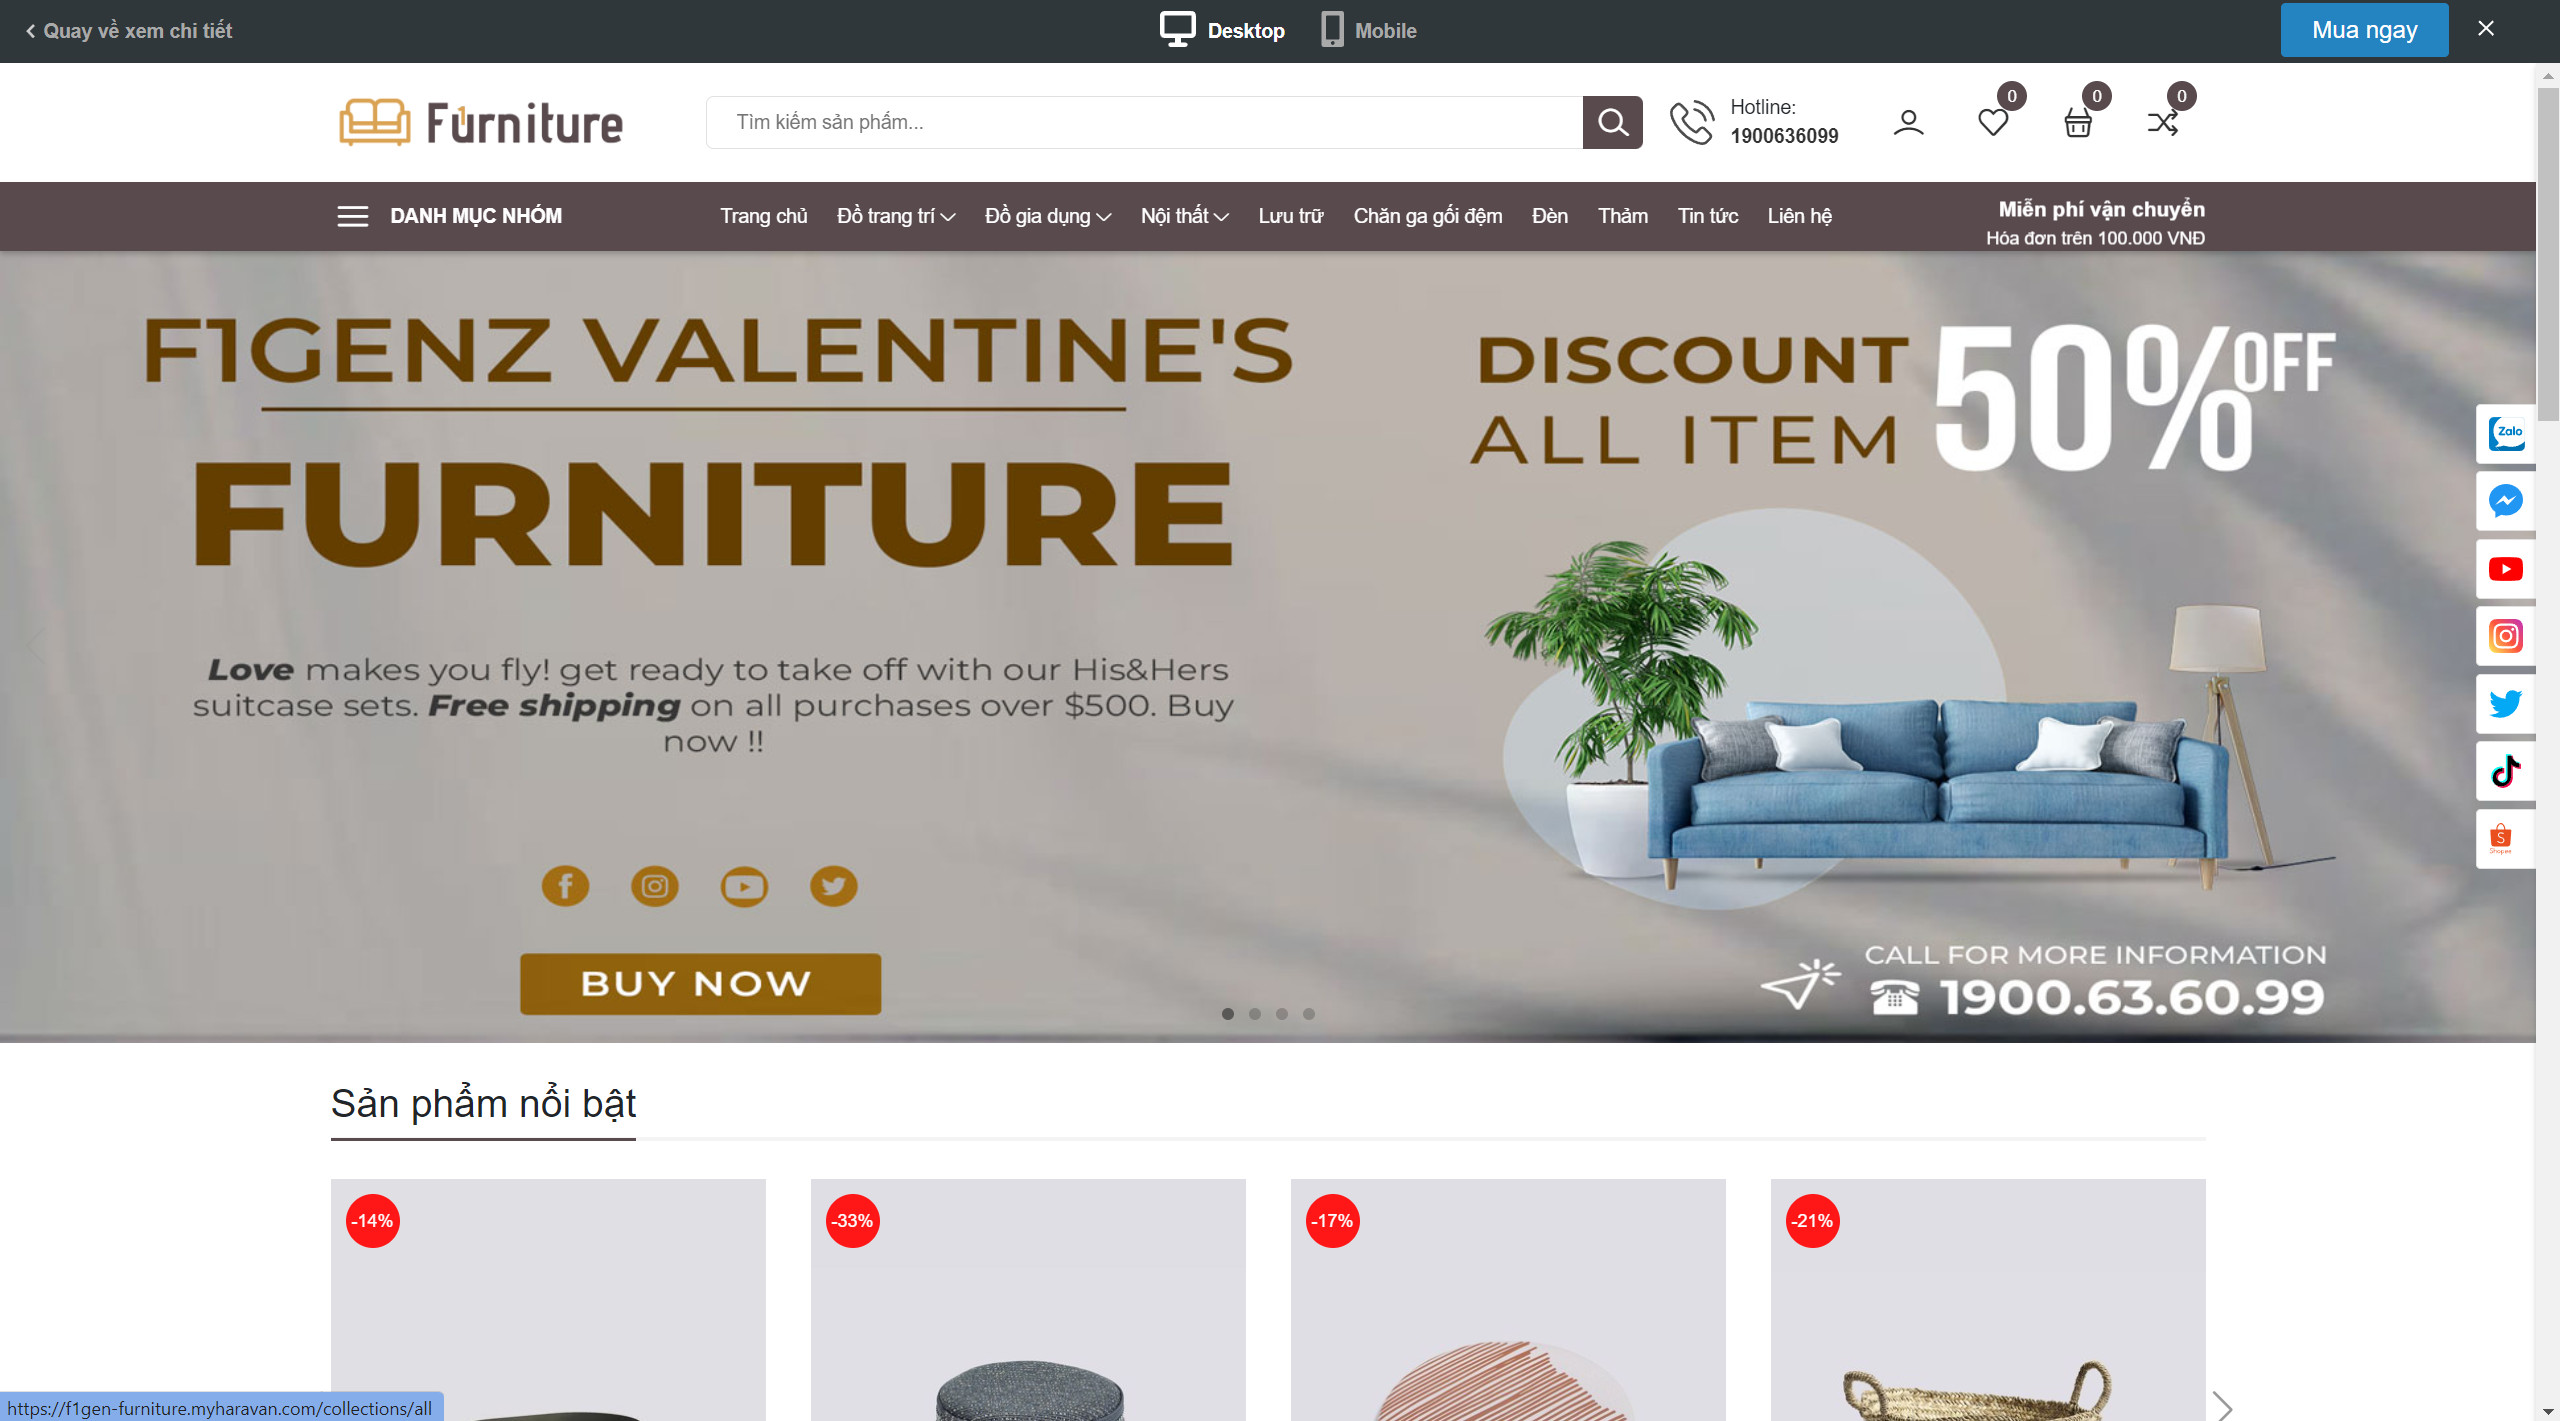 Quay về xem chi tiết
Desktop
Mobile
Mua ngay
Furniture
Tìm kiếm sản phẩm...
Hotline:
1900636099
0
0
0
DANH MỤC NHÓM
Trang chủ
Đồ trang trí
Đồ gia dụng
Nội thất
Lưu trữ
Chăn ga gối đệm
Đèn
Thảm
Tin tức
Liên hệ
Miễn phí vận chuyển
Hóa đơn trên 100.000 VNĐ
F1GENZ VALENTINE'S
FURNITURE
Love makes you fly! get ready to take off with our His&Hers
suitcase sets. Free shipping on all purchases over $500. Buy
now !!
BUY NOW
DISCOUNT
ALL ITEM
50% OFF
CALL FOR MORE INFORMATION
1900.63.60.99
Zalo
Shopee
Sản phẩm nổi bật
-14%
-33%
-17%
-21%
https://f1gen-furniture.myharavan.com/collections/all